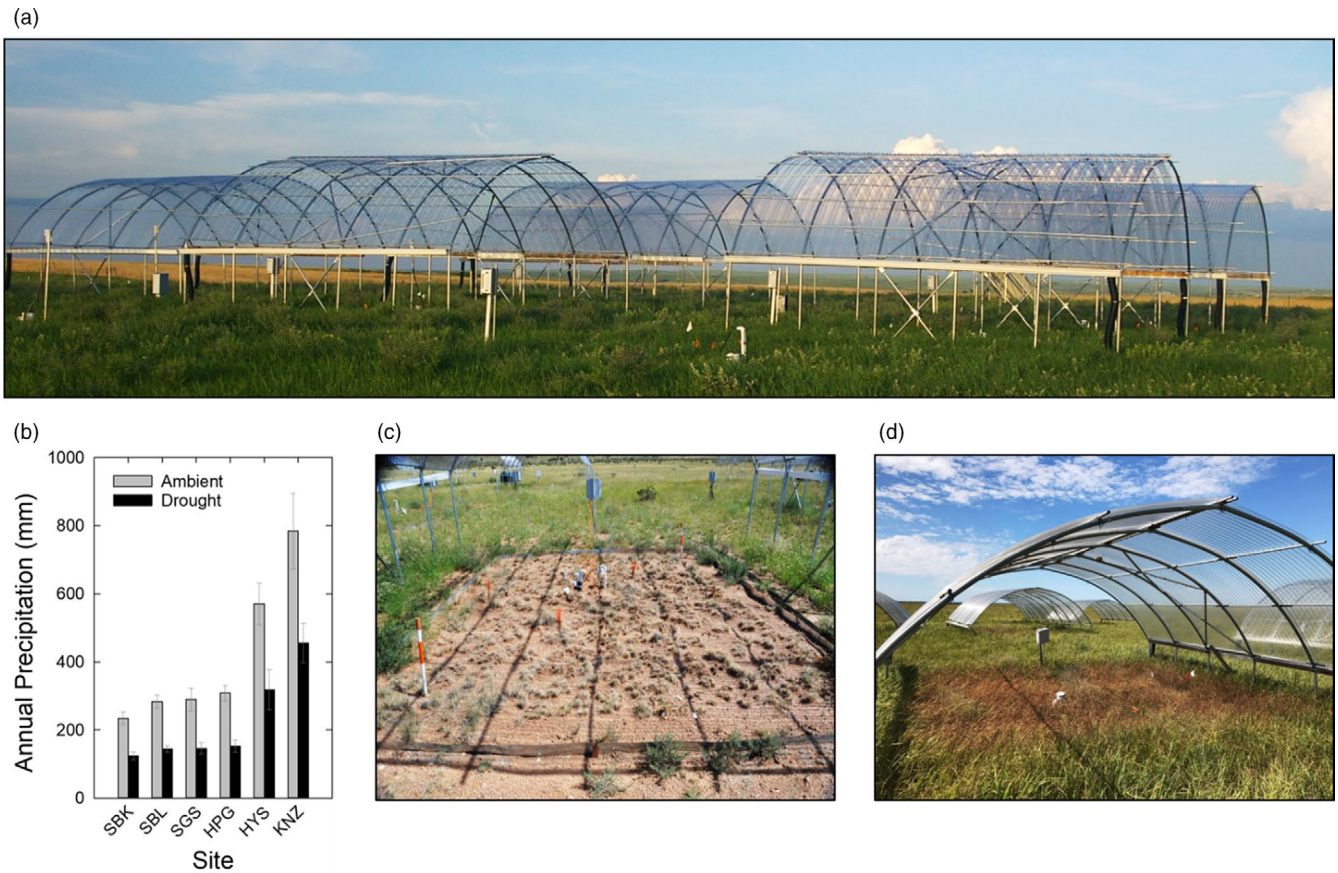 (a)
(b)
(c)
(d)
1000
800
600
400
200
0
Annual Precipitation (mm)
Ambient
Drought
SBK
SBL
SGS
HPG
HYS
KNZ
Site